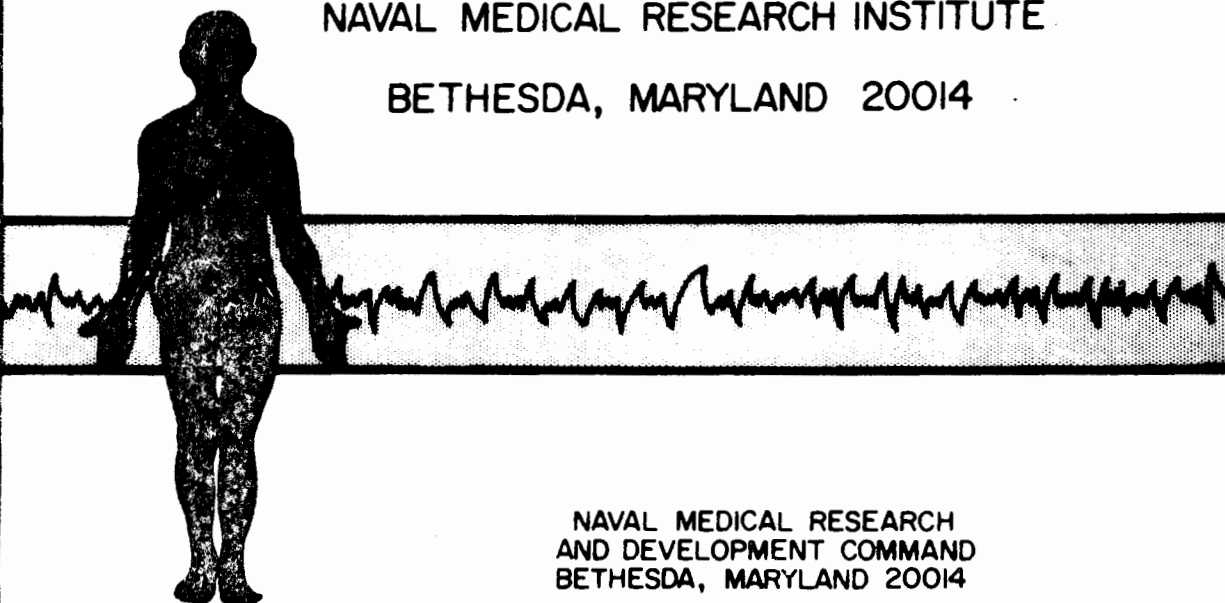 NAVAL MEDICAL RESEARCH INSTITUTE
BETHESDA, MARYLAND 20014
NAVAL MEDICAL RESEARCH
AND DEVELOPMENT COMMAND
BETHESDA, MARYLAND 20014